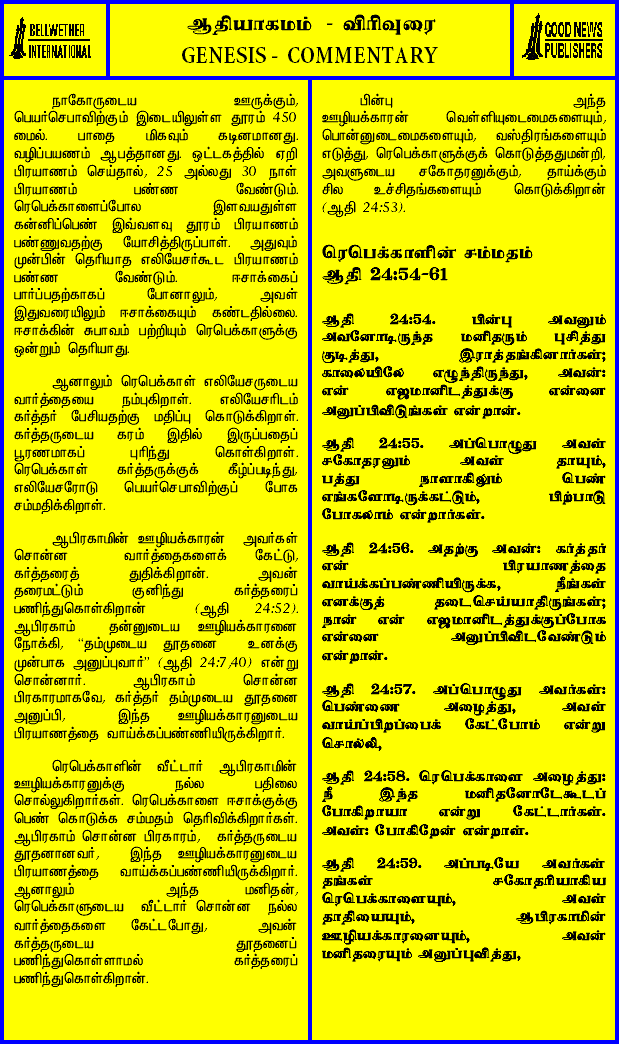 BELLWETHER
INTERNATIONAL
ஆதியாகமம் - விரிவுரை
GENESIS - COMMENTARY
GOOD NEWS
PUBLISHERS
நாகோருடைய ஊருக்கும்,
பெயர்செபாவிற்கும் இடையிலுள்ள தூரம் 450
மைல். பாதை மிகவும் கடினமானது.
வழிப்பயணம் ஆபத்தானது. ஒட்டகத்தில் ஏறி
பிரயாணம் செய்தால், 25 அல்லது 30 நாள்
பிரயாணம் பண்ண வேண்டும்.
ரெபெக்காளைப்போல இளவயதுள்ள
கன்னிப்பெண் இவ்வளவு தூரம் பிரயாணம்
பண்ணுவதற்கு யோசித்திருப்பாள். அதுவும்
முன்பின் தெரியாத எலியேசர்கூட பிரயாணம்
பண்ண வேண்டும். ஈசாக்கைப்
பார்ப்பதற்காகப் போனாலும், அவள்
இதுவரையிலும் ஈசாக்கையும் கண்டதில்லை.
ஈசாக்கின் சுபாவம் பற்றியும் ரெபெக்காளுக்கு
ஒன்றும் தெரியாது.
ஆனாலும் ரெபெக்காள் எலியேசருடைய
வார்த்தையை நம்புகிறாள். எலியேசரிடம்
கர்த்தர் பேசியதற்கு மதிப்பு கொடுக்கிறாள்.
கர்த்தருடைய கரம் இதில் இருப்பதைப்
பூரணமாகப் புரிந்து கொள்கிறாள்.
ரெபெக்காள் கர்த்தருக்குக் கீழ்ப்படிந்து,
எலியேசரோடு பெயர்செபாவிற்குப் போக
சம்மதிக்கிறாள்.
ஆபிரகாமின் ஊழியக்காரன் அவர்கள்
சொன்ன வார்த்தைகளைக் கேட்டு,
கர்த்தரைத் துதிக்கிறான். அவன்
தரைமட்டும் குனிந்து கர்த்தரைப்
பணிந்துகொள்கிறான் (ஆதி 24:52).
ஆபிரகாம் தன்னுடைய ஊழியக்காரனை
நோக்கி, “தம்முடைய தூதனை உனக்கு
முன்பாக அனுப்புவார்” (ஆதி 24:7,40) என்று
சொன்னார். ஆபிரகாம் சொன்ன
பிரகாரமாகவே, கர்த்தர் தம்முடைய தூதனை
அனுப்பி, இந்த ஊழியக்காரனுடைய
பிரயாணத்தை வாய்க்கப்பண்ணியிருக்கிறார்.
ரெபெக்காளின் வீட்டார் ஆபிரகாமின்
ஊழியக்காரனுக்கு நல்ல பதிலை
சொல்லுகிறார்கள். ரெபெக்காளை ஈசாக்குக்கு
பெண் கொடுக்க சம்மதம் தெரிவிக்கிறார்கள்.
ஆபிரகாம் சொன்ன பிரகாரம், கர்த்தருடைய
தூதனானவர், இந்த ஊழியக்காரனுடைய
பிரயாணத்தை வாய்க்கப்பண்ணியிருக்கிறார்.
ஆனாலும் அந்த மனிதன்,
ரெபெக்காளுடைய வீட்டார் சொன்ன நல்ல
வார்த்தைகளை கேட்டபோது, அவன்
கர்த்தருடைய தூதனைப்
பணிந்துகொள்ளாமல் கர்த்தரைப்
பணிந்துகொள்கிறான்.
பின்பு அந்த
ஊழியக்காரன் வெள்ளியுடைமைகளையும்,
பொன்னுடைமைகளையும், வஸ்திரங்களையும்
எடுத்து, ரெபெக்காளுக்குக் கொடுத்ததுமன்றி,
அவளுடைய சகோதரனுக்கும், தாய்க்கும்
சில உச்சிதங்களையும் கொடுக்கிறான்
(ஆதி 24:53).
ரெபெக்காளின் சம்மதம்
ஆதி 24:54-61
ஆதி 24:54. பின்பு அவனும்
அவனோடிருந்த மனிதரும் புசித்து
குடித்து, இராத்தங்கினார்கள்;
காலையிலே எழுந்திருந்து, அவன்:
என் எஜமானிடத்துக்கு என்னை
அனுப்பிவிடுங்கள் என்றான்.
ஆதி 24:55. அப்பொழுது அவள்
சகோதரனும் அவள் தாயும்,
பத்து நாளாகிலும் பெண்
எங்களோடிருக்கட்டும், பிற்பாடு
போகலாம் என்றார்கள்.
ஆதி 24:56. அதற்கு அவன்: கர்த்தர்
என் பிரயாணத்தை
வாய்க்கப்பண்ணியிருக்க, நீங்கள்
எனக்குத் தடைசெய்யாதிருங்கள்;
நான் என் எஜமானிடத்துக்குப்போக
என்னை அனுப்பிவிடவேண்டும்
என்றான்.
ஆதி 24:57. அப்பொழுது அவர்கள்:
பெண்ணை அழைத்து, அவள்
வாய்ப்பிறப்பைக் கேட்போம் என்று
சொல்லி,
ஆதி 24:58. ரெபெக்காளை அழைத்து:
நீ இந்த மனிதனோடேகூடப்
போகிறாயா என்று கேட்டார்கள்.
அவள்: போகிறேன் என்றாள்.
ஆதி 24:59. அப்படியே அவர்கள்
தங்கள் சகோதரியாகிய
ரெபெக்காளையும், அவள்
தாதியையும், ஆபிரகாமின்
ஊழியக்காரனையும், அவன்
மனிதரையும் அனுப்புவித்து,